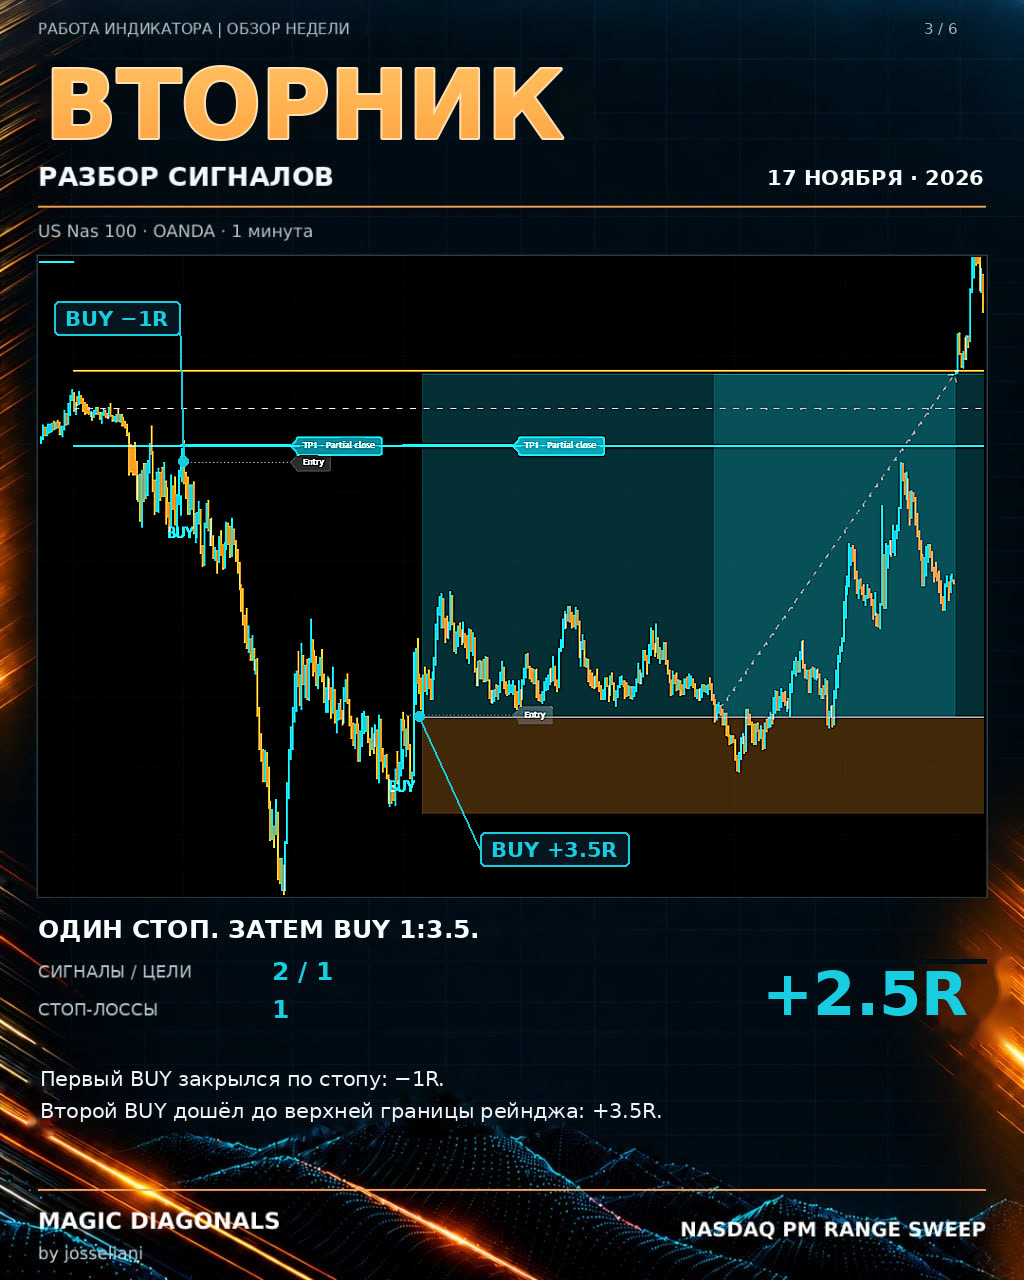 РАБОТА ИНДИКАТОРА | ОБЗОР НЕДЕЛИ
3 / 6
ВТОРНИК
РАЗБОР СИГНАЛОВ
17 НОЯБРЯ · 2026
US Nas 100 · OANDA · 1 минута
BUY −1R
TP1 - Partial close
TP1 - Partial close
Entry
BUY
Entry
BUY
BUY +3.5R
ОДИН СТОП. ЗАТЕМ BUY 1:3.5.
СИГНАЛЫ / ЦЕЛИ
2 / 1
+2.5R
СТОП-ЛОССЫ
1
Первый BUY закрылся по стопу: −1R.
Второй BUY дошёл до верхней границы рейнджа: +3.5R.
MAGIC DIAGONALS
NASDAQ PM RANGE SWEEP
by jossellani